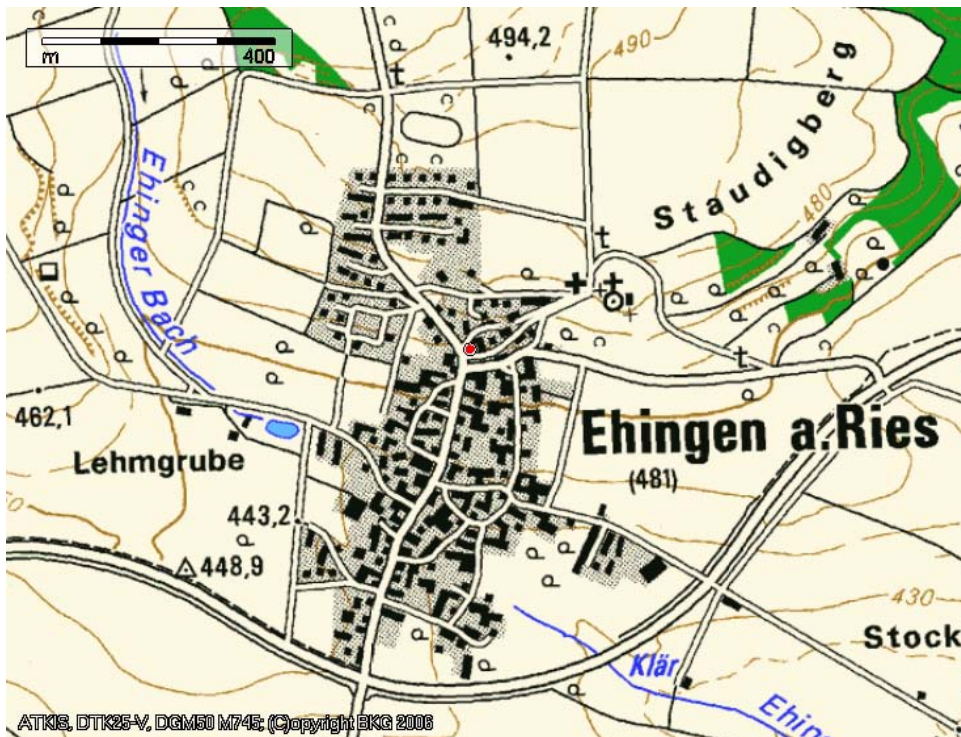 m 400
494,2
490
Staudigberg
480
Ehinger Bach
462,1
Ehingen a.Ries
(481)
Lehmgrube
443,2
448,9
430
Stock
Klär
Ehing
ATKIS, DTK25-V, DGM50 M745; (C)opyright BKG 2006